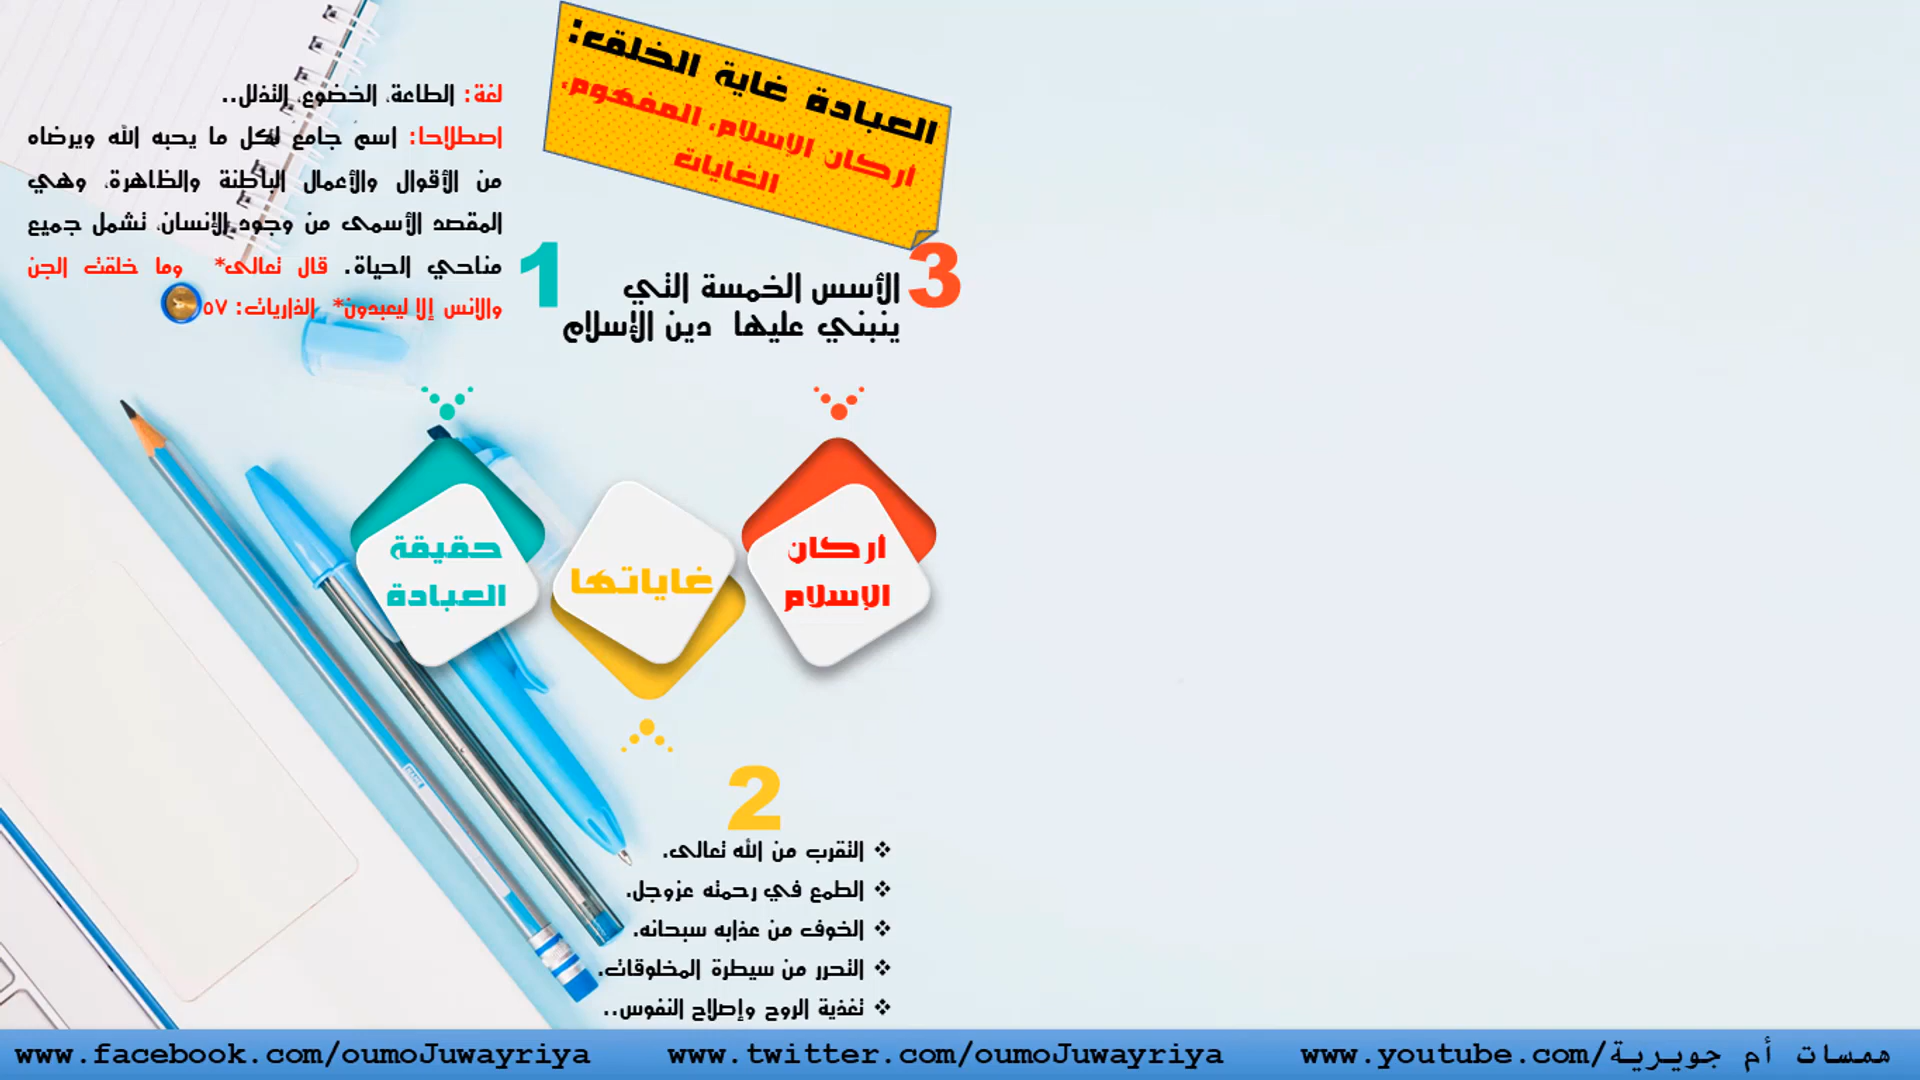 العبادة غاية الخلق:
أركان الإسلام، المفهوم،
الغايات
لغة: الطاعة، الخضوع، التذلل..
اصطلاحا: اسم جامع لكل ما يحبه الله ويرضاه
من الأقوال والأعمال الباطنة والظاهرة، وهي
المقصد الأسمى من وجود الإنسان، تشمل جميع
مناحي الحياة. قال تعالى* وما خلقت الجن
والانس إلا ليعبدون* الذاريات: ٥٧
1
3
الأسس الخمسة التي
ينبني عليها دين الإسلام
أركان
الإسلام
غاياتها
حقيقة
العبادة
2
❖ التقرب من الله تعالى.
❖ الطمع في رحمته عزوجل.
❖ الخوف من عذابه سبحانه.
❖ التحرر من سيطرة المخلوقات.
❖ تغذية الروح وإصلاح النفوس..
www.facebook.com/oumoJuwayriya www.twitter.com/oumoJuwayriya www.youtube.com/همسات أم جويرية